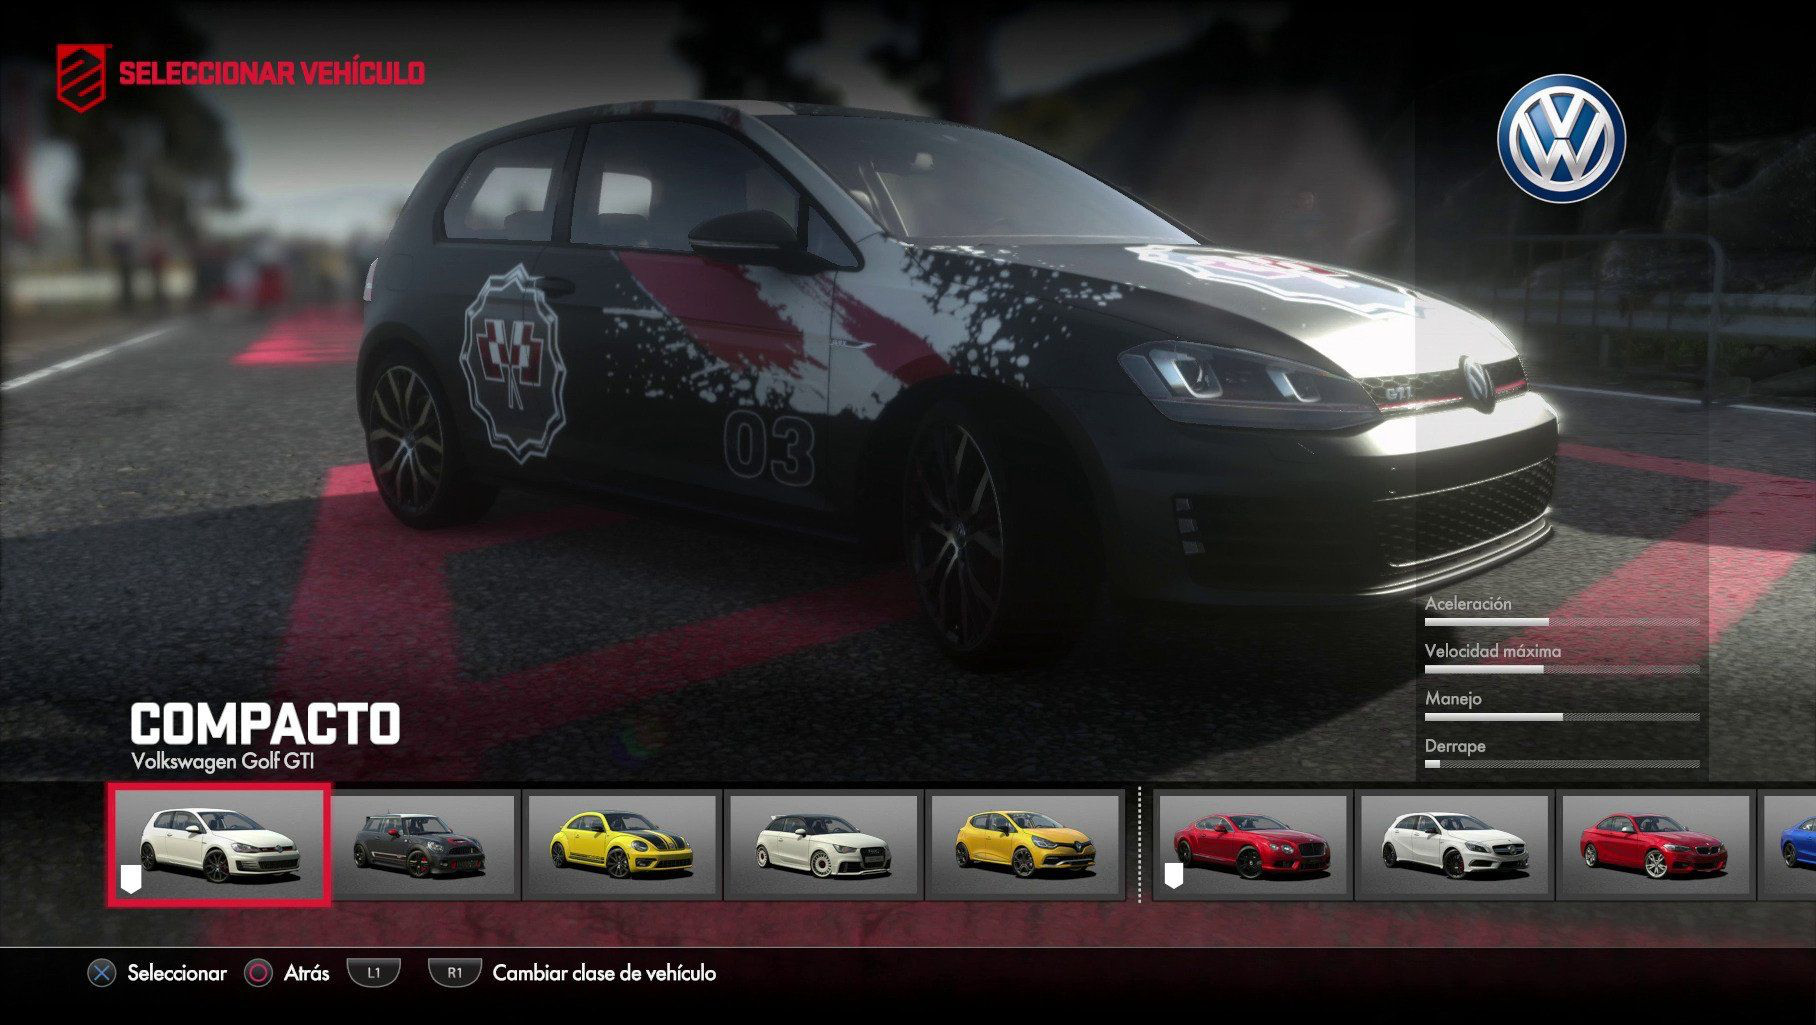 SELECCIONAR VEHÍCULO
GTI
03
Aceleración
Velocidad máxima
Manejo
Derrape
COMPACTO
Volkswagen Golf GTI
Seleccionar Atrás L1 R1 Cambiar clase de vehículo